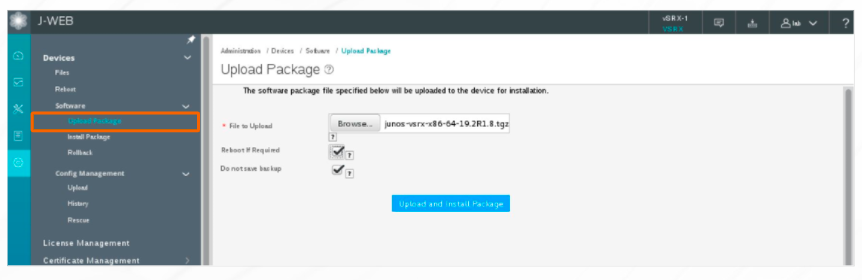 J-WEB
vSRX-1
VSRX
lab
?
Devices
Files
Reboot
Software
Upload Package
Install Package
Rollback
Config Management
Upload
History
Rescue
License Management
Certificate Management
Administration / Devices / Software / Upload Package
Upload Package ?
The software package file specified below will be uploaded to the device for installation.
* File to Upload
Browse... junos-vsrx-x86-64-19.2R1.8.tgz
?
Reboot If Required
?
Do not save backup
?
Upload and Install Package